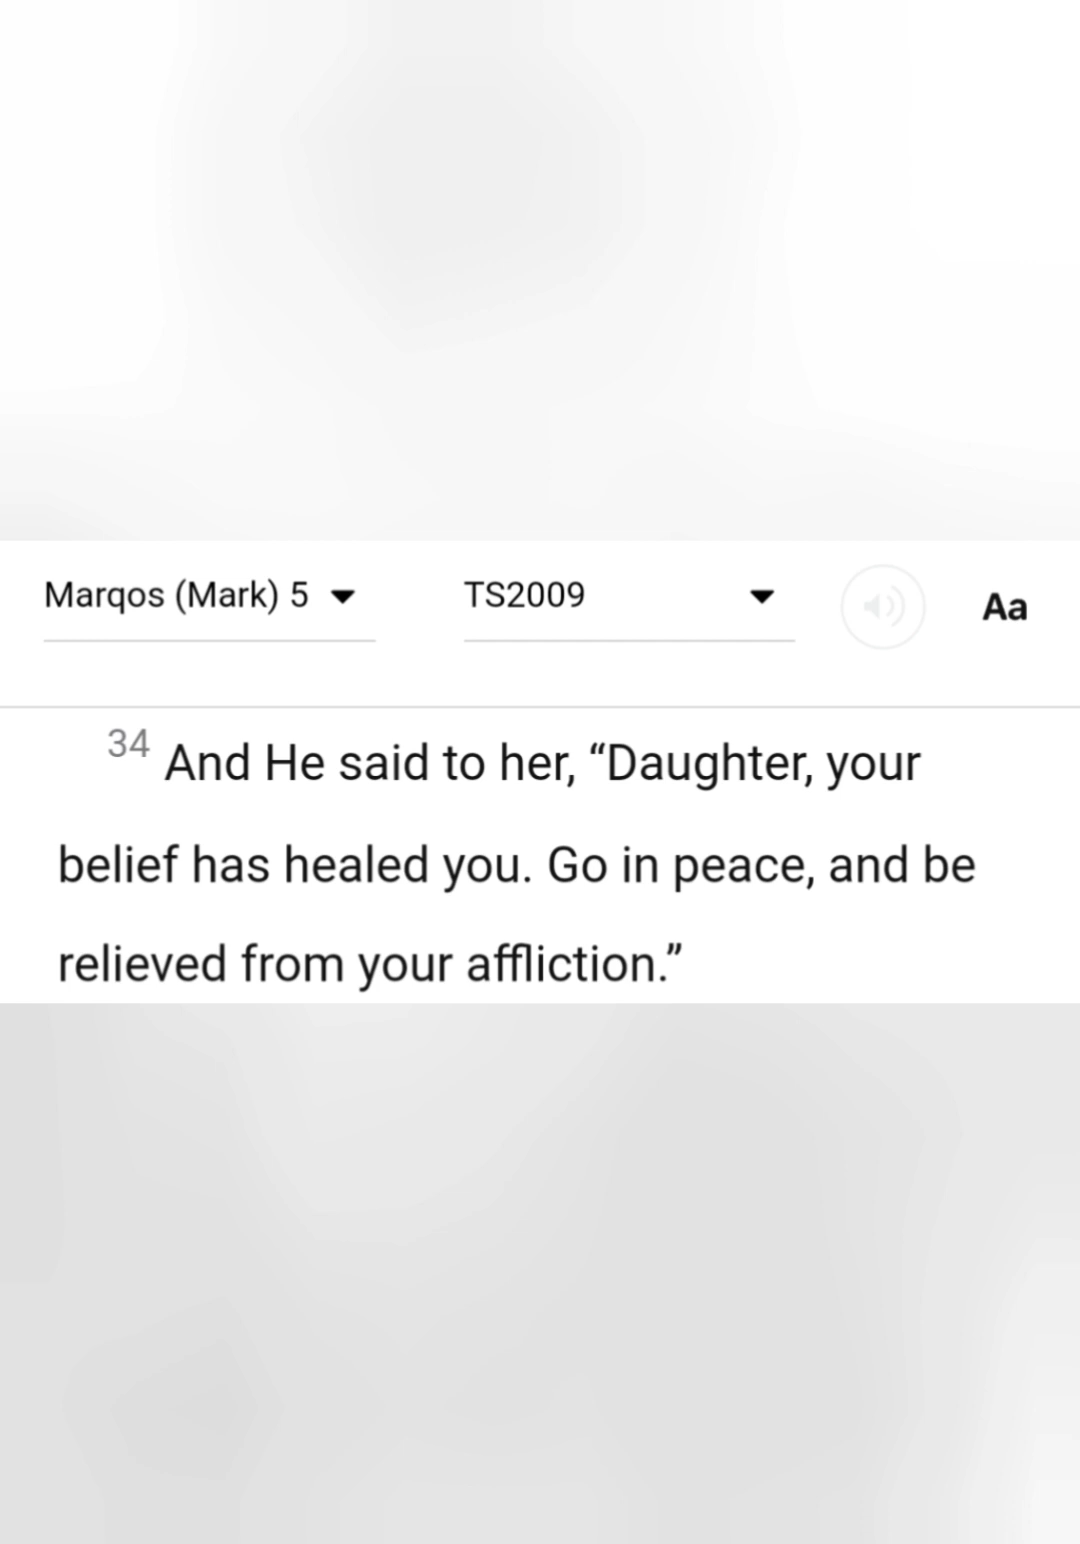 Marqos (Mark) 5 TS2009 Aa
34 And He said to her, “Daughter, your
belief has healed you. Go in peace, and be
relieved from your affliction.”